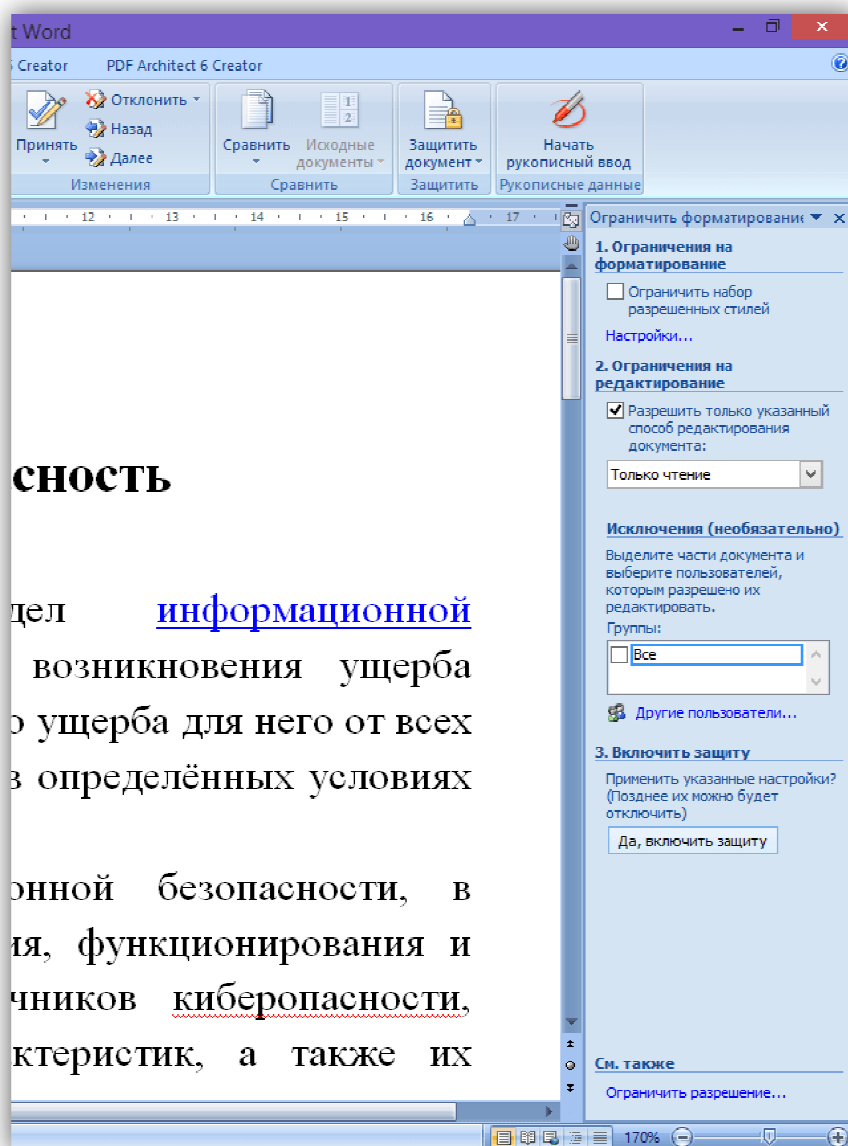 t Word
Creator PDF Architect 6 Creator
Принять
Отклонить
Назад
Далее
Изменения
Сравнить
Исходные
документы
Сравнить
Защитить
документ
Защитить
Начать
рукописный ввод
Рукописные данные
12 13 14 15 16 17
Ограничить форматирование
1. Ограничения на
форматирование
Ограничить набор
разрешенных стилей
Настройки...
2. Ограничения на
редактирование
Разрешить только указанный
способ редактирования
документа:
Только чтение
Исключения (необязательно)
Выделите части документа и
выберите пользователей,
которым разрешено их
редактировать.
Группы:
Все
Другие пользователи...
3. Включить защиту
Применить указанные настройки?
(Позднее их можно будет
отключить)
Да, включить защиту
См. также
Ограничить разрешение...
сность
дел информационной
возникновения ущерба
о ущерба для него от всех
в определённых условиях
онной безопасности, в
ия, функционирования и
чников киберопасности,
ктеристик, а также их
170%